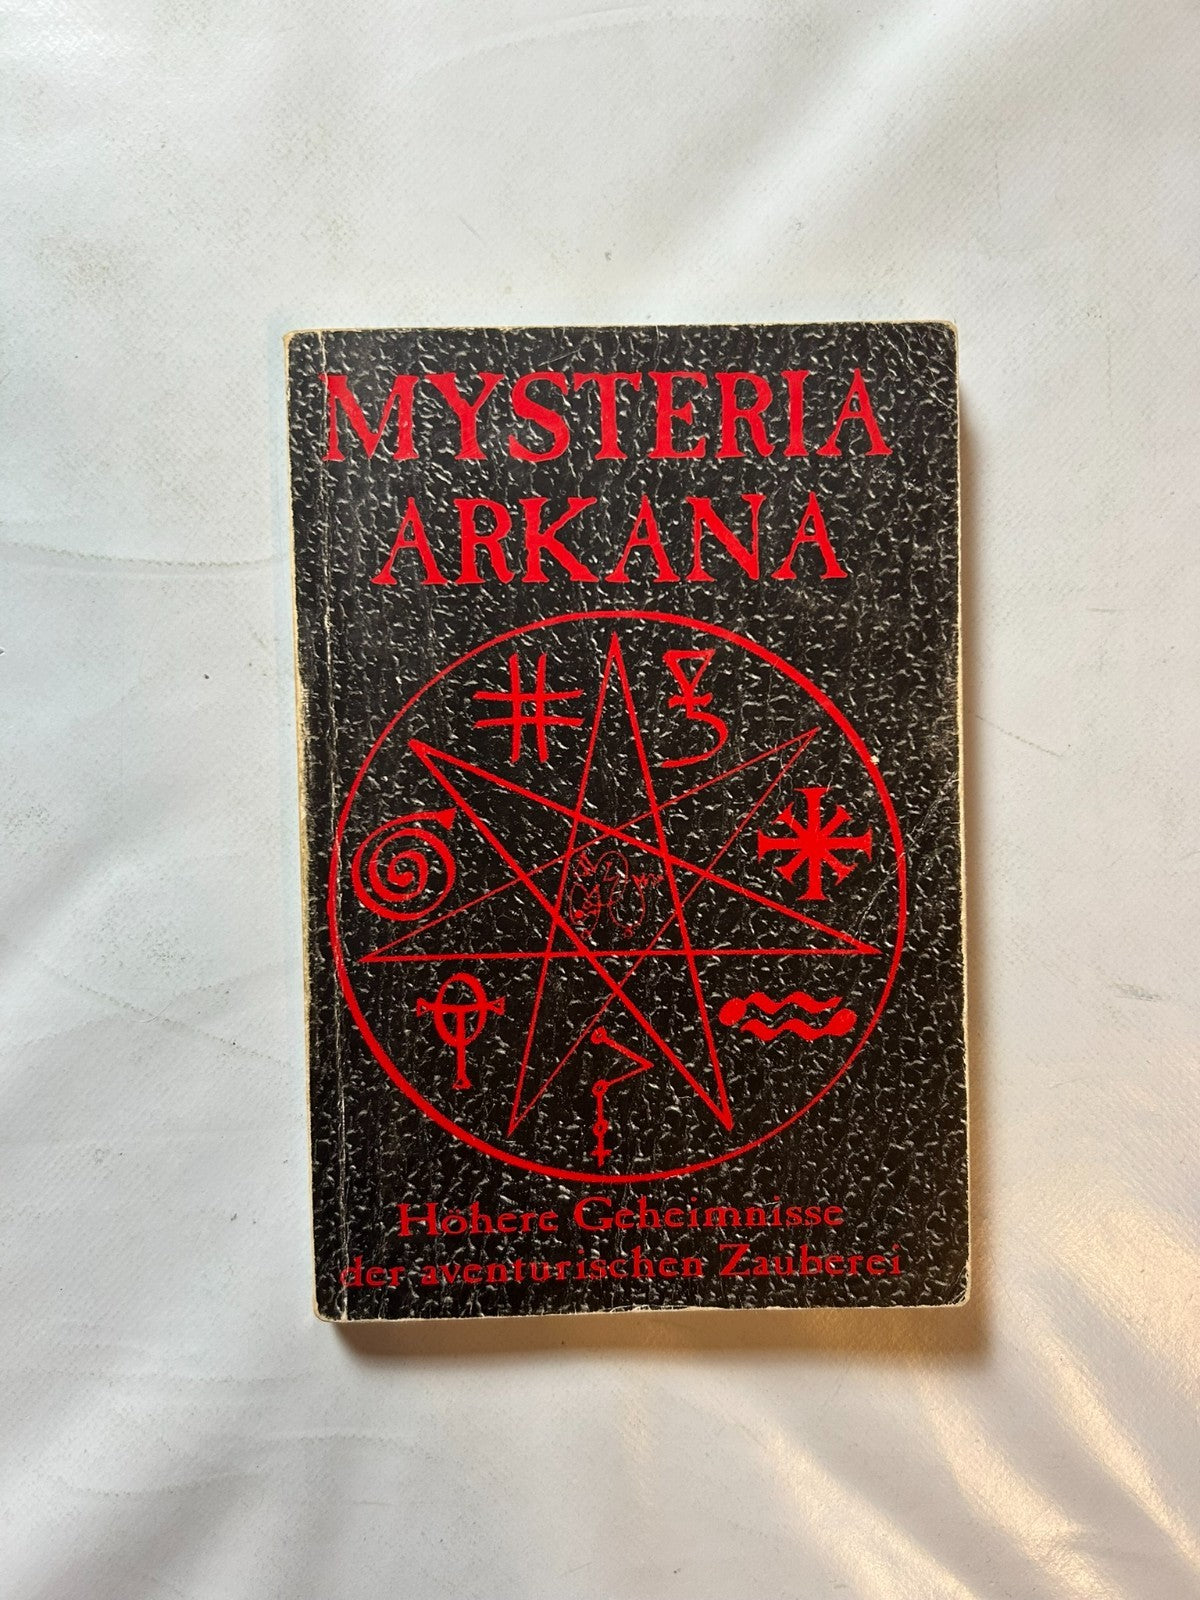 MYSTERIA
ARKANA
Höhere Geheimnisse
der aventurischen Zauberei